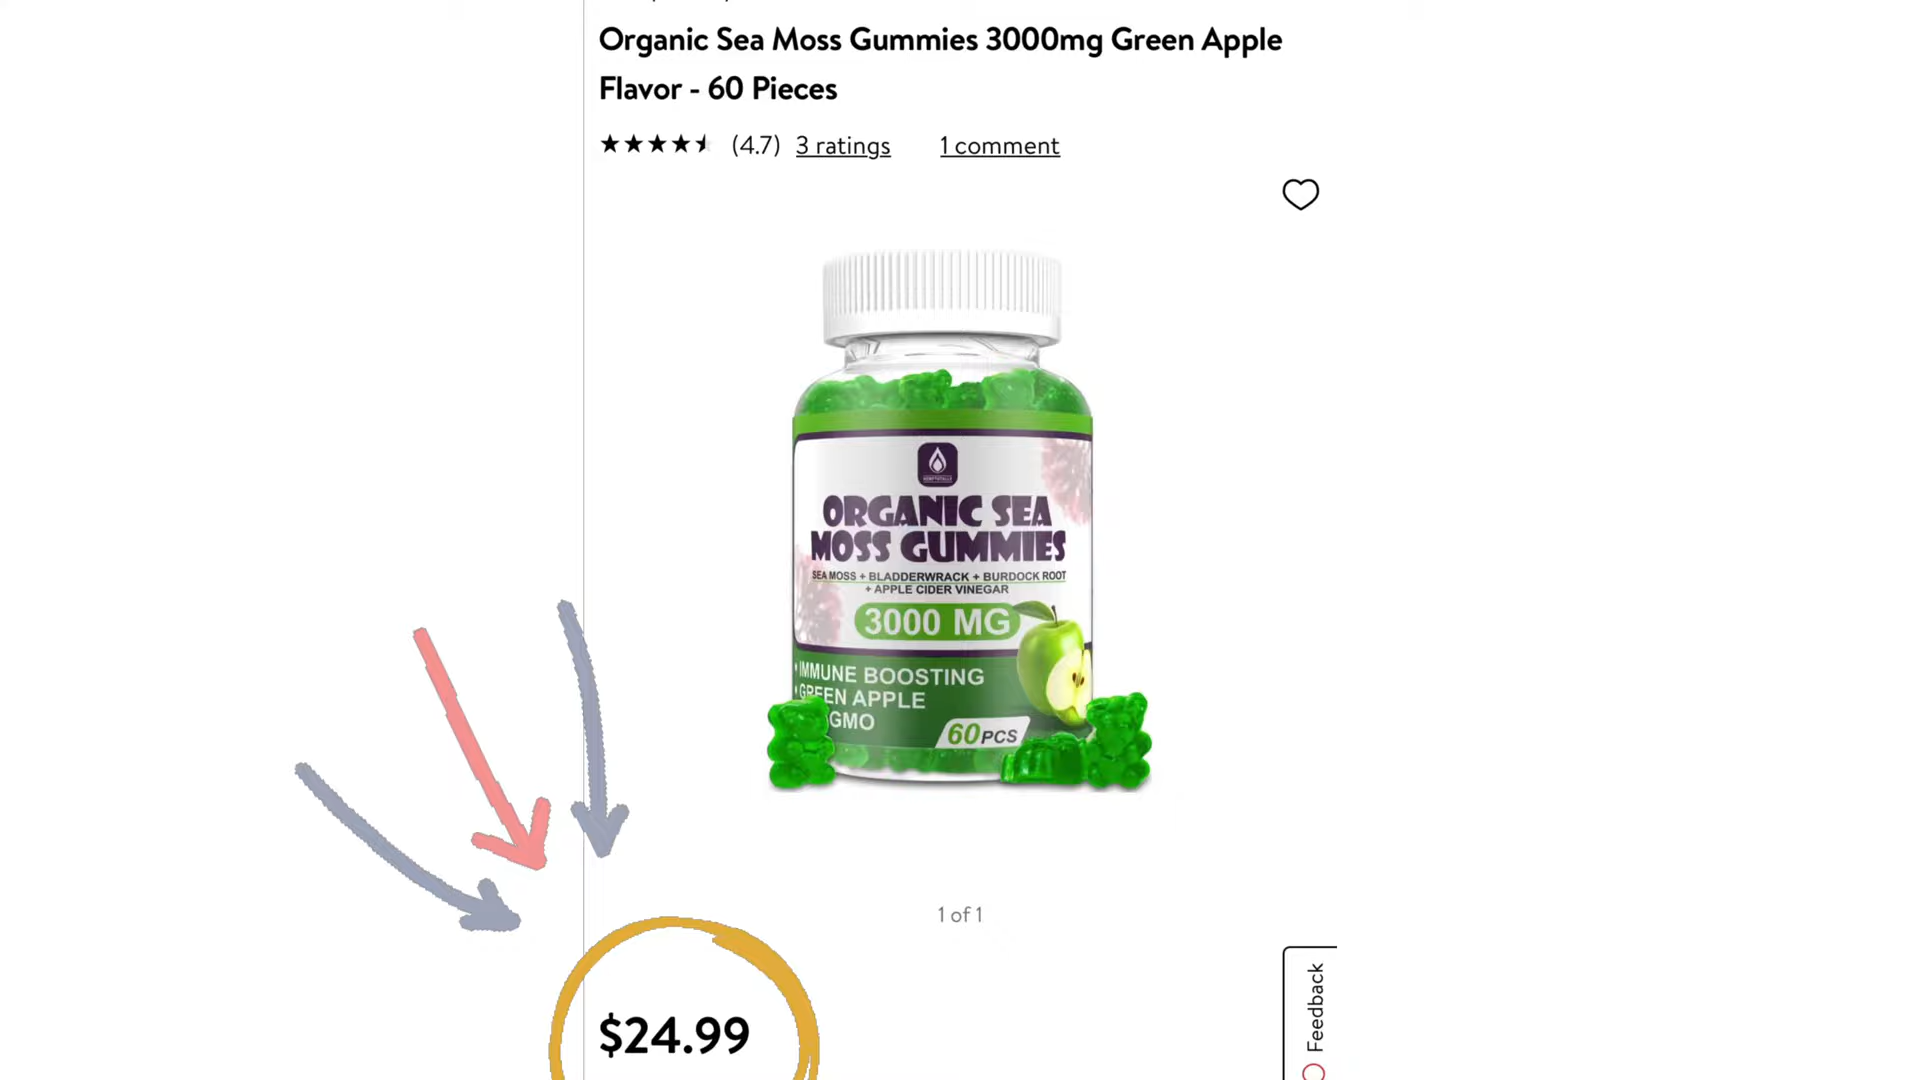 Organic Sea Moss Gummies 3000mg Green Apple
Flavor - 60 Pieces
(4.7) 3 ratings 1 comment
ORGANIC SEA
MOSS GUMMIES
SEA MOSS + BLADDERWRACK + BURDOCK ROOT
+ APPLE CIDER VINEGAR
3000 MG
• IMMUNE BOOSTING
• GREEN APPLE
GMO
60PCS
1 of 1
$24.99
Feedback